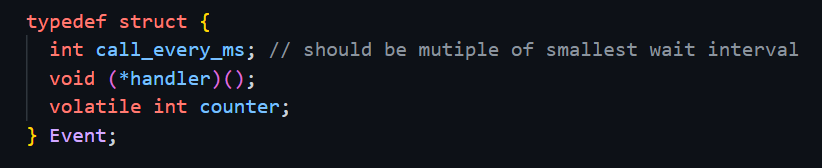 typedef struct {
int call_every_ms; // should be mutiple of smallest wait interval
void (*handler)();
volatile int counter;
} Event;